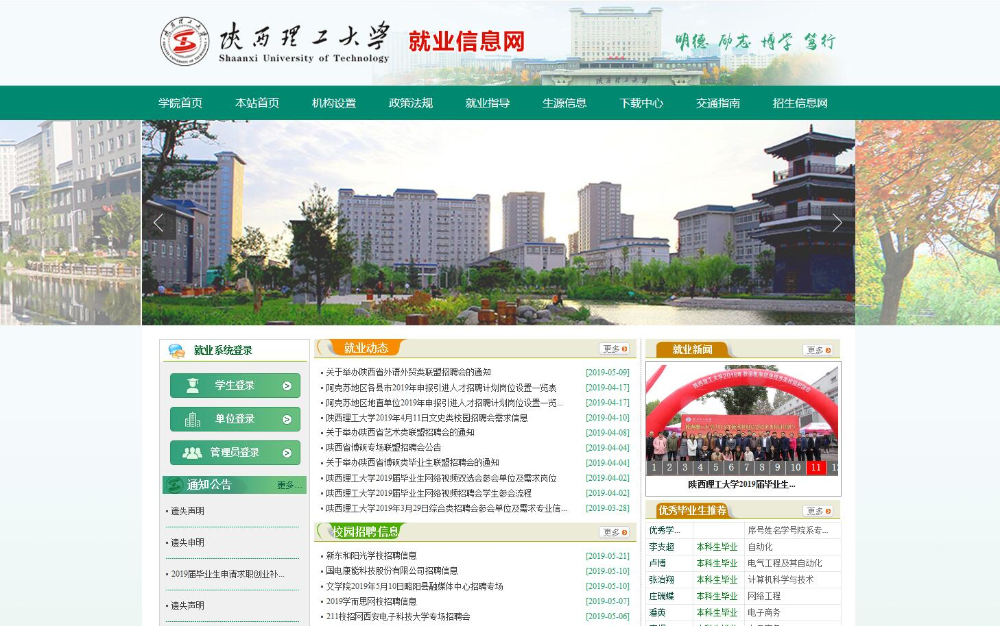 陕西理工大学
Shaanxi University of Technology
就业信息网
明德 励志 博学 笃行
陕西理工大学
学院首页 本站首页 机构设置 政策法规 就业指导 生源信息 下载中心 交通指南 招生信息网
就业系统登录
学生登录
单位登录
管理员登录
通知公告 更多...
遗失声明
遗失申明
2019届毕业生申请求职创业补...
遗失声明
就业动态 更多
关于举办陕西省外语外贸类联盟招聘会的通知 [2019-05-09]
阿克苏地区各县市2019年申报引进人才招聘计划岗位设置一览表 [2019-04-17]
阿克苏地区地直单位2019年申报引进人才招聘计划岗位设置一览... [2019-04-17]
陕西理工大学2019年4月11日文史类校园招聘会需求信息 [2019-04-10]
关于举办陕西省艺术类联盟招聘会的通知 [2019-04-08]
陕西省博硕专场联盟招聘会公告 [2019-04-04]
关于举办陕西省博硕类毕业生联盟招聘会的通知 [2019-04-04]
陕西理工大学2019届毕业生网络视频双选会参会单位及需求岗位 [2019-04-02]
陕西理工大学2019届毕业生网络视频招聘会学生参会流程 [2019-04-02]
陕西理工大学2019年3月29日综合类招聘会参会单位及需求专业信... [2019-03-28]
校园招聘信息 更多
新东和阳光学校招聘信息 [2019-05-21]
国电康能科技股份有限公司招聘信息 [2019-05-10]
文学院2019年5月10日略阳县融媒体中心招聘专场 [2019-05-10]
2019学而思网校招聘信息 [2019-05-07]
211校招网西安电子科技大学专场招聘会 [2019-05-06]
就业新闻 更多
陕西理工大学2018年秋季机电信息技术类校园招聘会
1 2 3 4 5 6 7 8 9 10 11 12
陕西理工大学2019届毕业生...
优秀毕业生推荐 更多
优秀学... 序号姓名学号院系专...
李支超 本科生毕业 自动化
卢博 本科生毕业 电气工程及其自动化
张治翔 本科生毕业 计算机科学与技术
庄瑞蝶 本科生毕业 网络工程
潘英 本科生毕业 电子商务